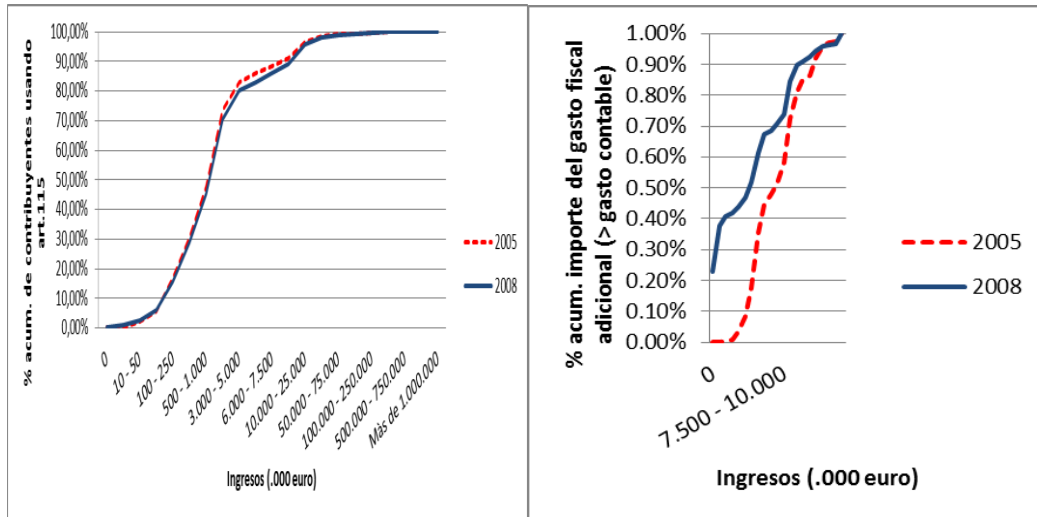 % acum. de contribuyentes usando
art.115
100,00%
90,00%
80,00%
70,00%
60,00%
50,00%
40,00%
30,00%
20,00%
10,00%
0,00%
0
10 - 50
100 - 250
500 - 1.000
3.000 - 5.000
6.000 - 7.500
10.000 - 25.000
50.000 - 75.000
100.000 - 250.000
500.000 - 750.000
Más de 1.000.000
Ingresos (.000 euro)
2005
2008
% acum. importe del gasto fiscal
adicional (> gasto contable)
1.00%
0.90%
0.80%
0.70%
0.60%
0.50%
0.40%
0.30%
0.20%
0.10%
0.00%
0
7.500 - 10.000
Ingresos (.000 euro)
2005
2008